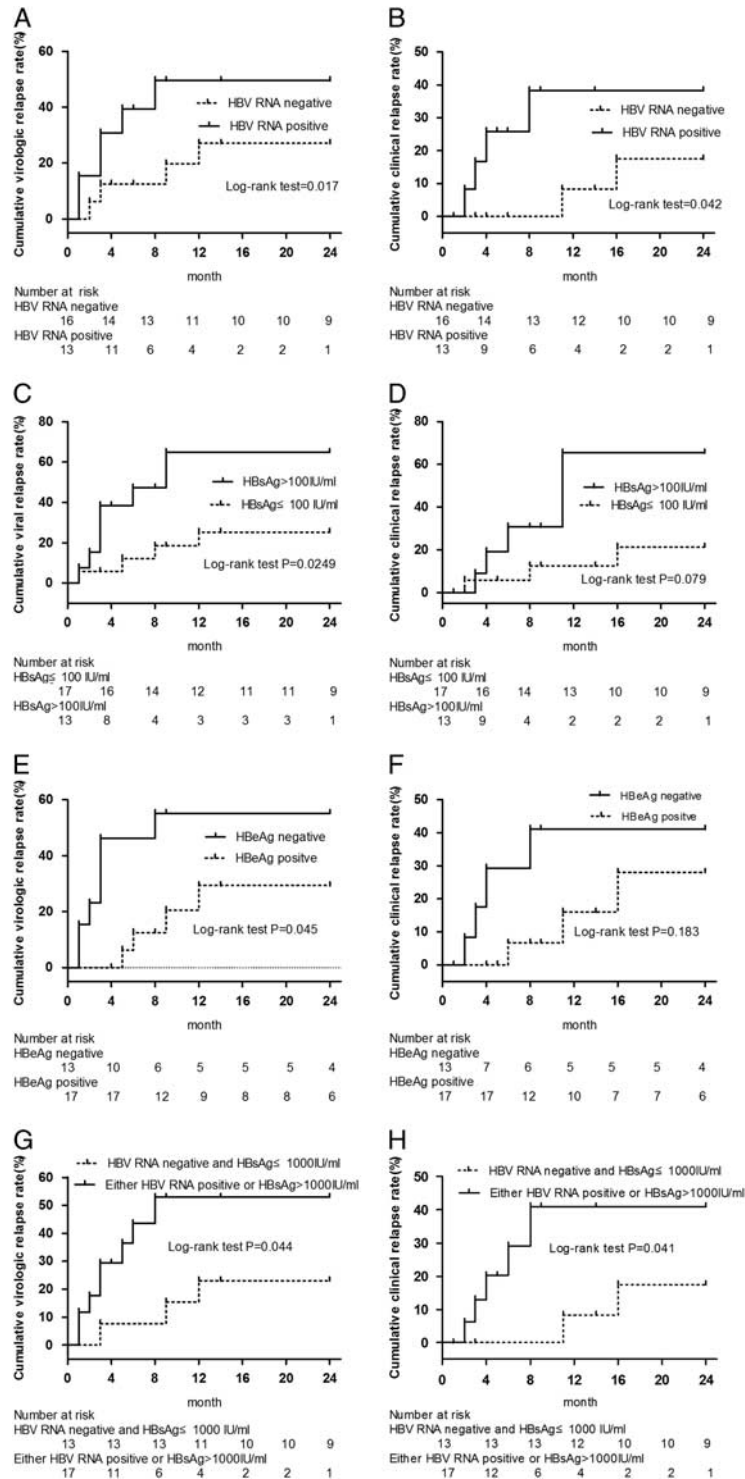 A
Cumulative virologic relapse rate(%)
60
40
20
0
HBV RNA negative
HBV RNA positive
Log-rank test=0.017
0 4 8 12 16 20 24
month
Number at risk
HBV RNA negative
16 14 13 11 10 10 9
HBV RNA positive
13 11 6 4 2 2 1
B
Cumulative clinical relapse rate(%)
50
40
30
20
10
0
HBV RNA negative
HBV RNA positive
Log-rank test=0.042
0 4 8 12 16 20 24
month
Number at risk
HBV RNA negative
16 14 13 12 10 10 9
HBV RNA positive
13 9 6 4 2 2 1
C
Cumulative viral relapse rate(%)
80
60
40
20
0
HBsAg>100IU/ml
HBsAg≤ 100 IU/ml
Log-rank test P=0.0249
0 4 8 12 16 20 24
month
Number at risk
HBsAg≤ 100 IU/ml
17 16 14 12 11 11 9
HBsAg>100IU/ml
13 8 4 3 3 3 1
D
Cumulative clinical relapse rate(%)
80
60
40
20
0
HBsAg>100IU/ml
HBsAg≤ 100 IU/ml
Log-rank test P=0.079
0 4 8 12 16 20 24
month
Number at risk
HBsAg≤ 100 IU/ml
17 16 14 13 10 10 9
HBsAg>100IU/ml
13 9 4 2 2 2 1
E
Cumulative virologic relapse rate(%)
60
40
20
0
HBeAg negative
HBeAg positve
Log-rank test P=0.045
0 4 8 12 16 20 24
month
Number at risk
HBeAg negative
13 10 6 5 5 5 4
HBeAg positive
17 17 12 9 8 8 6
F
Cumulative clinical relapse rate(%)
50
40
30
20
10
0
HBeAg negative
HBeAg positve
Log-rank test P=0.183
0 4 8 12 16 20 24
month
Number at risk
HBeAg negative
13 7 6 5 5 5 4
HBeAg positive
17 17 12 10 7 7 6
G
HBV RNA negative and HBsAg≤ 1000IU/ml
Either HBV RNA positive or HBsAg>1000IU/ml
Cumulative virologic relapse rate(%)
60
50
40
30
20
10
0
Log-rank test P=0.044
0 4 8 12 16 20 24
month
Number at risk
HBV RNA negative and HBsAg≤ 1000 IU/ml
13 13 13 11 10 10 9
Either HBV RNA positive or HBsAg>1000IU/ml
17 11 6 4 2 2 1
H
HBV RNA negative and HBsAg≤ 1000IU/ml
Either HBV RNA positive or HBsAg>1000IU/ml
Cumulative clinical relapse rate(%)
50
40
30
20
10
0
Log-rank test P=0.041
0 4 8 12 16 20 24
month
Number at risk
HBV RNA negative and HBsAg≤ 1000 IU/ml
13 13 13 12 10 10 9
Either HBV RNA positive or HBsAg>1000IU/ml
17 12 6 4 2 2 1